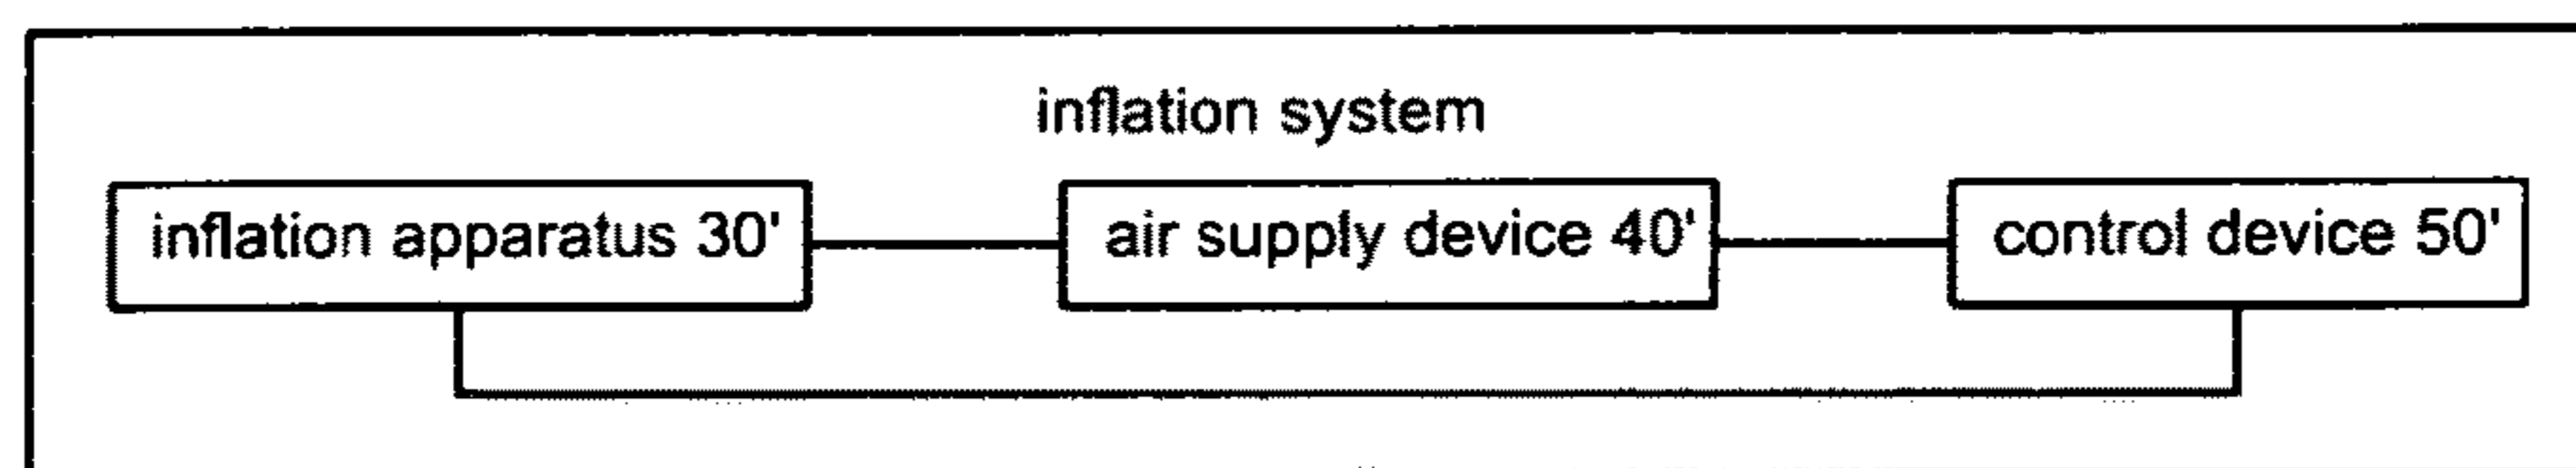 inflation system
inflation apparatus 30' air supply device 40' control device 50'